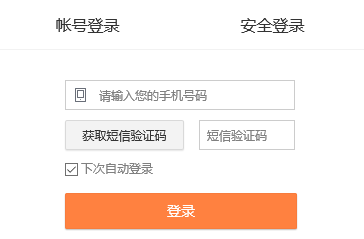 帐号登录 安全登录
请输入您的手机号码
获取短信验证码 短信验证码
下次自动登录
登录